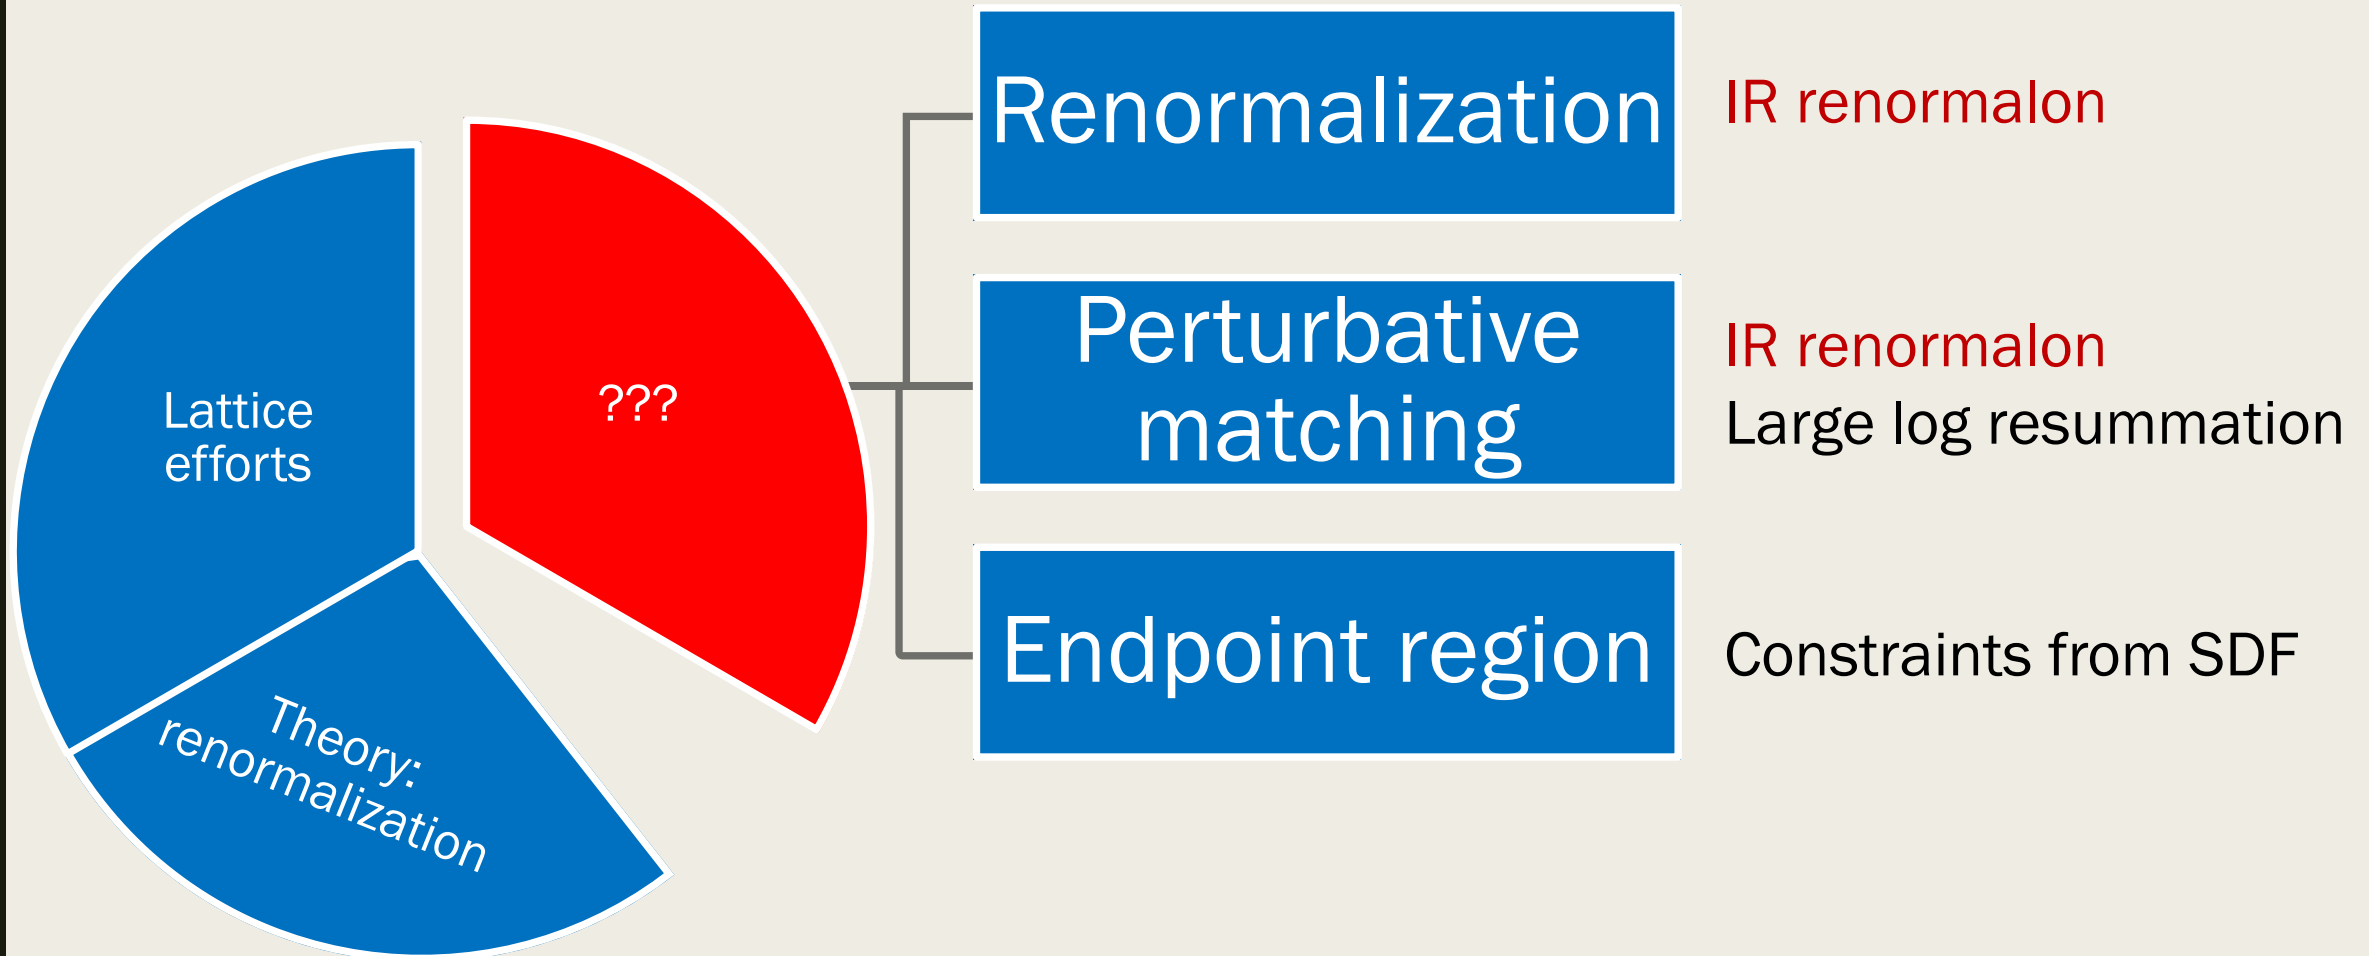 Lattice
efforts
???
Theory:
renormalization
Renormalization
IR renormalon
Perturbative
matching
IR renormalon
Large log resummation
Endpoint region
Constraints from SDF